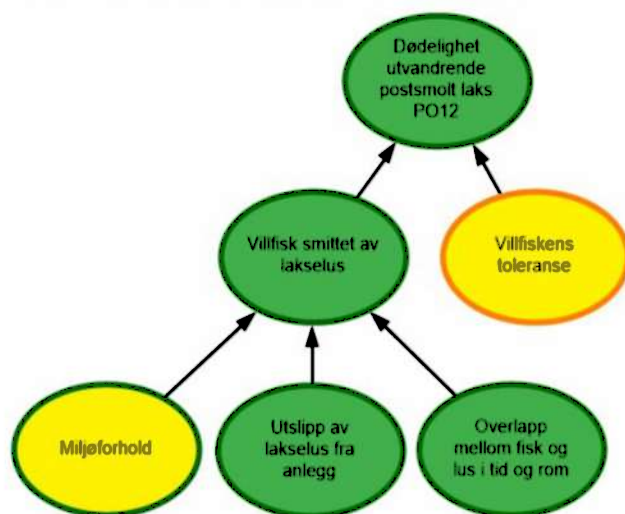 Dødelighet
utvandrende
postsmolt laks
PO12
Villfisk smittet av
lakselus
Villfiskens
toleranse
Miljøforhold
Utslipp av
lakselus fra
anlegg
Overlapp
mellom fisk og
lus i tid og rom